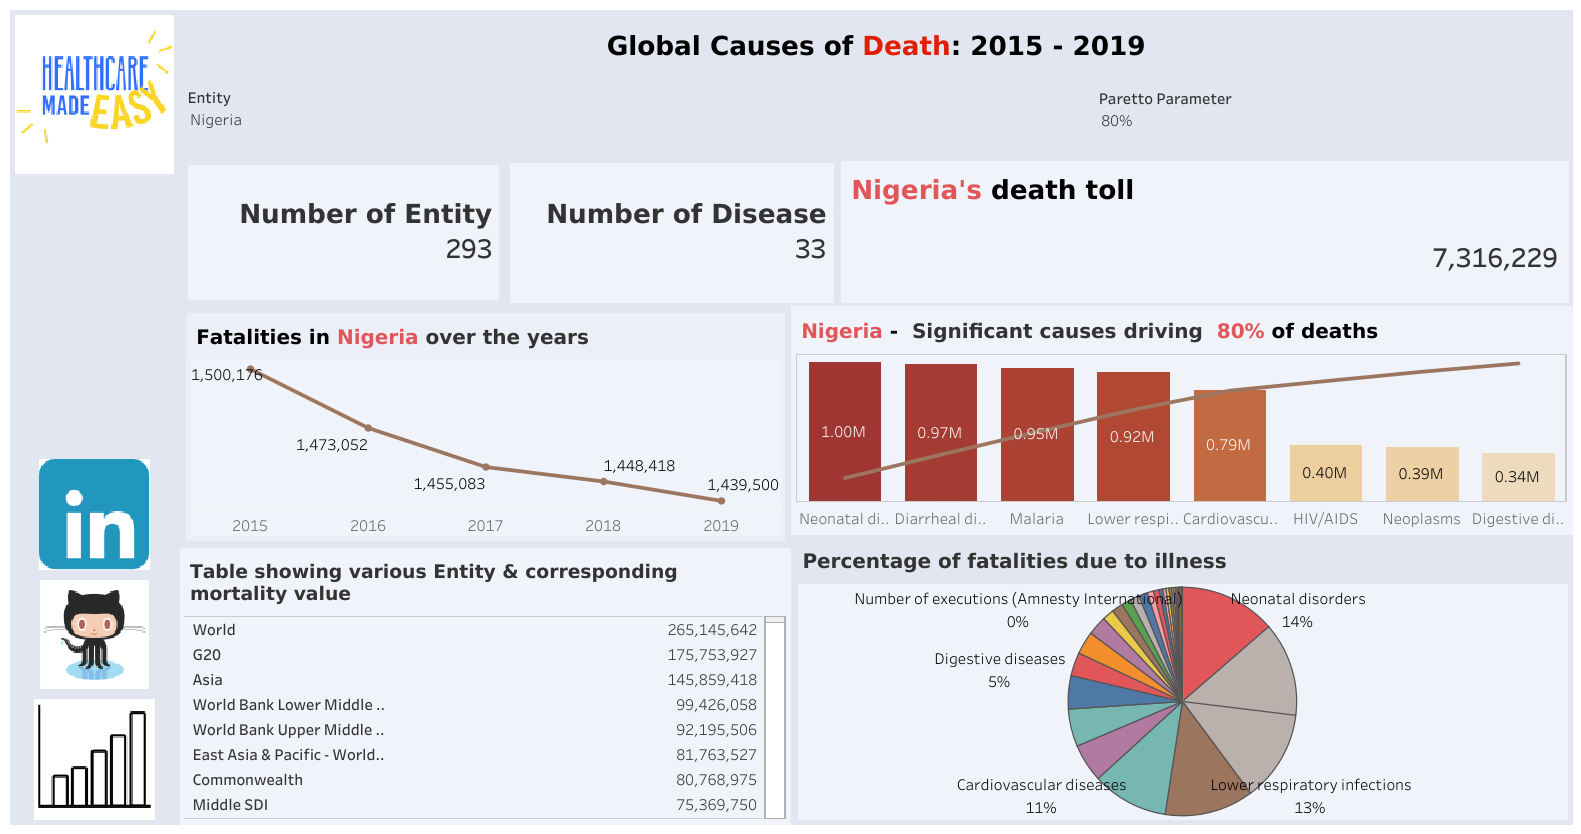 HEALTHCARE
MADE EASY
Global Causes of Death: 2015 - 2019
Entity
Nigeria
Paretto Parameter
80%
Number of Entity
293
Number of Disease
33
Nigeria's death toll
7,316,229
Fatalities in Nigeria over the years
1,500,176
1,473,052
1,455,083
1,448,418
1,439,500
2015 2016 2017 2018 2019
Nigeria - Significant causes driving 80% of deaths
1.00M 0.97M 0.95M 0.92M 0.79M 0.40M 0.39M 0.34M
Neonatal di.. Diarrheal di.. Malaria Lower respi.. Cardiovascu.. HIV/AIDS Neoplasms Digestive di..
in
Table showing various Entity & corresponding
mortality value
World 265,145,642
G20 175,753,927
Asia 145,859,418
World Bank Lower Middle .. 99,426,058
World Bank Upper Middle .. 92,195,506
East Asia & Pacific - World.. 81,763,527
Commonwealth 80,768,975
Middle SDI 75,369,750
Percentage of fatalities due to illness
Number of executions (Amnesty International)
0%
Neonatal disorders
14%
Digestive diseases
5%
Cardiovascular diseases
11%
Lower respiratory infections
13%